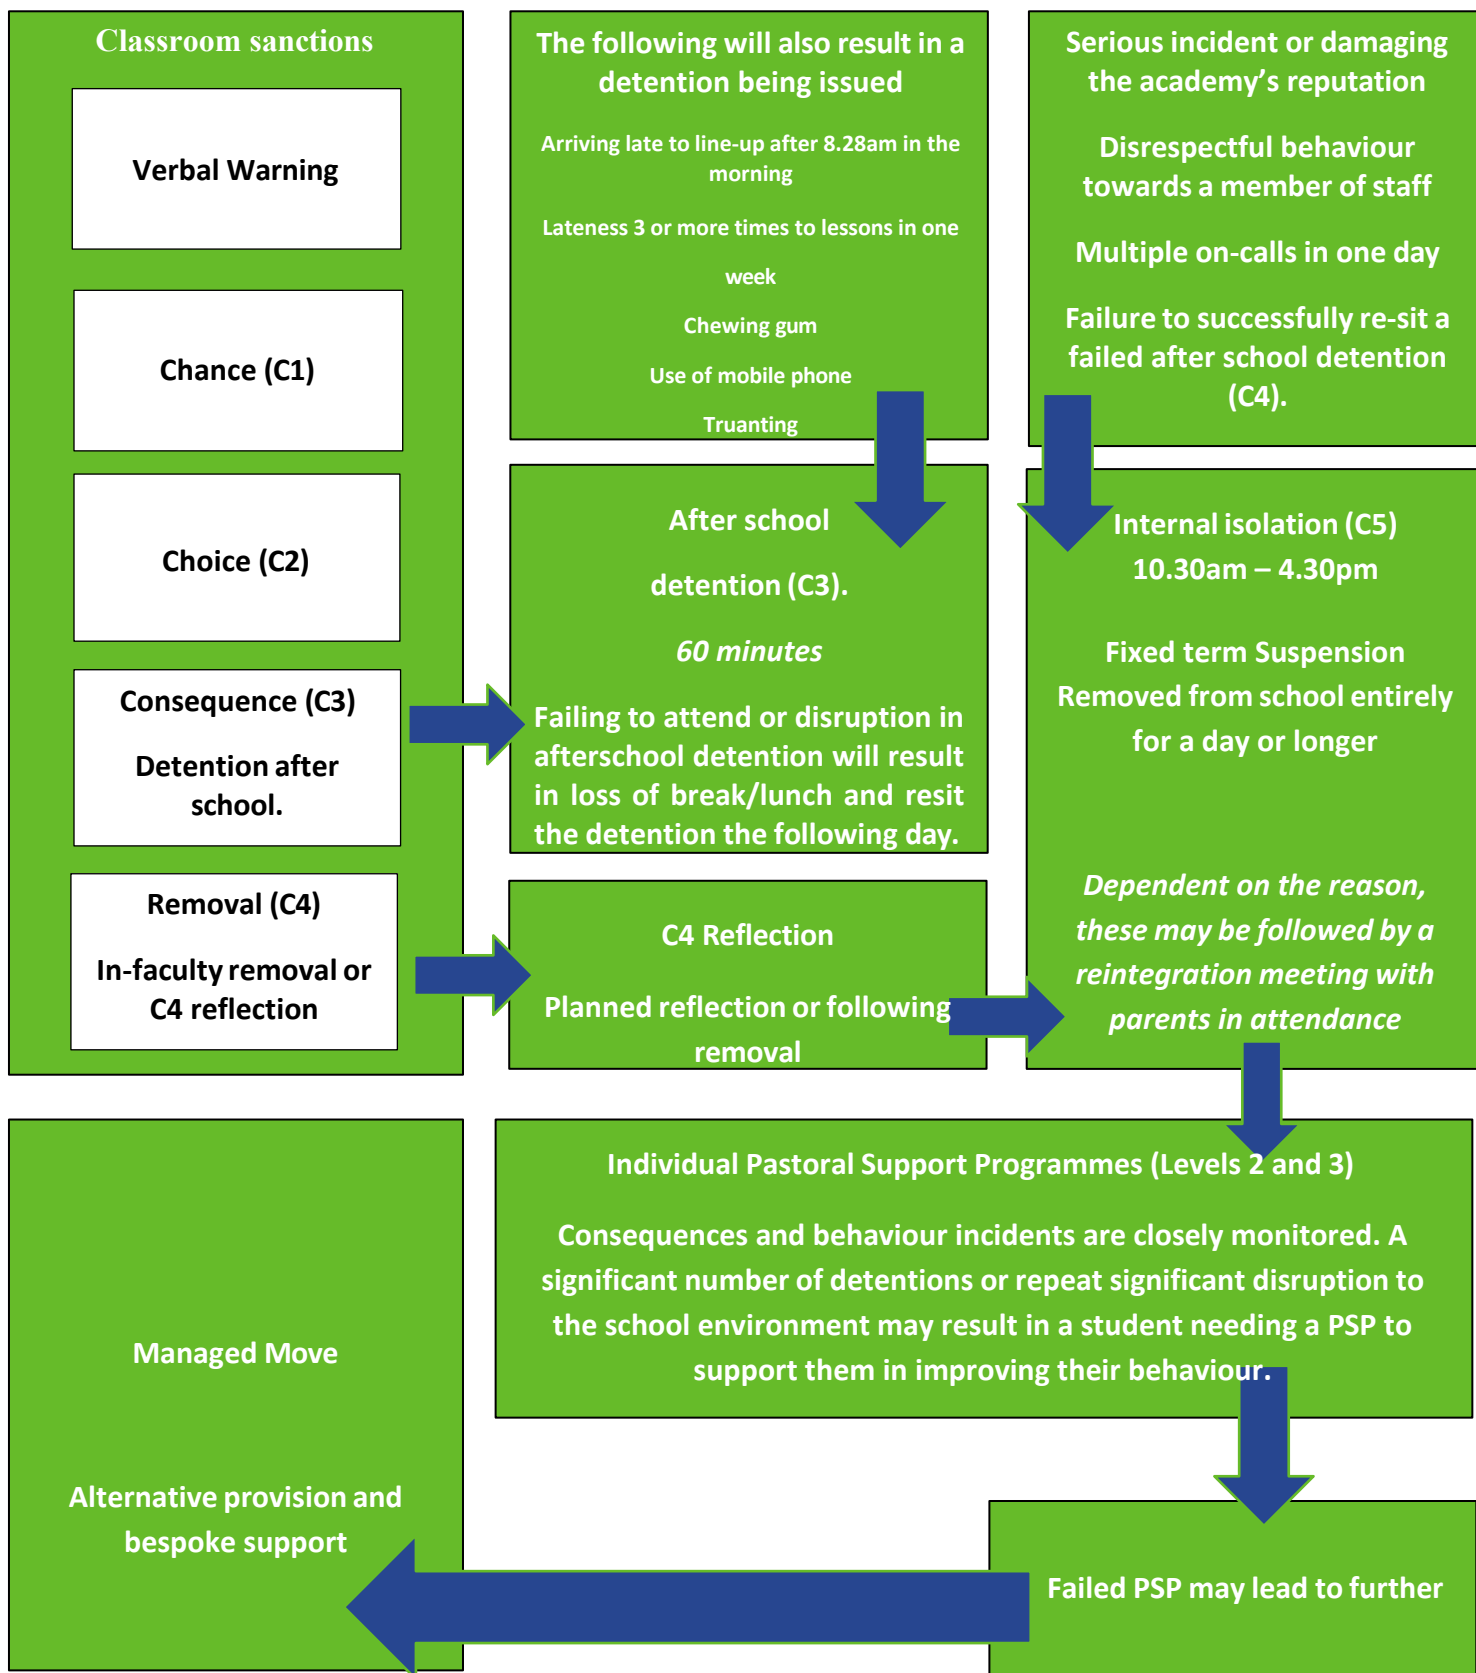 Classroom sanctions
Verbal Warning
Chance (C1)
Choice (C2)
Consequence (C3)
Detention after
school.
Removal (C4)
In-faculty removal or
C4 reflection
The following will also result in a
detention being issued
Arriving late to line-up after 8.28am in the
morning
Lateness 3 or more times to lessons in one
week
Chewing gum
Use of mobile phone
Truanting
After school
detention (C3).
60 minutes
Failing to attend or disruption in
afterschool detention will result
in loss of break/lunch and resit
the detention the following day.
C4 Reflection
Planned reflection or following
removal
Serious incident or damaging
the academy’s reputation
Disrespectful behaviour
towards a member of staff
Multiple on-calls in one day
Failure to successfully re-sit a
failed after school detention
(C4).
Internal isolation (C5)
10.30am – 4.30pm
Fixed term Suspension
Removed from school entirely
for a day or longer
Dependent on the reason,
these may be followed by a
reintegration meeting with
parents in attendance
Individual Pastoral Support Programmes (Levels 2 and 3)
Consequences and behaviour incidents are closely monitored. A
significant number of detentions or repeat significant disruption to
the school environment may result in a student needing a PSP to
support them in improving their behaviour.
Failed PSP may lead to further
Managed Move
Alternative provision and
bespoke support